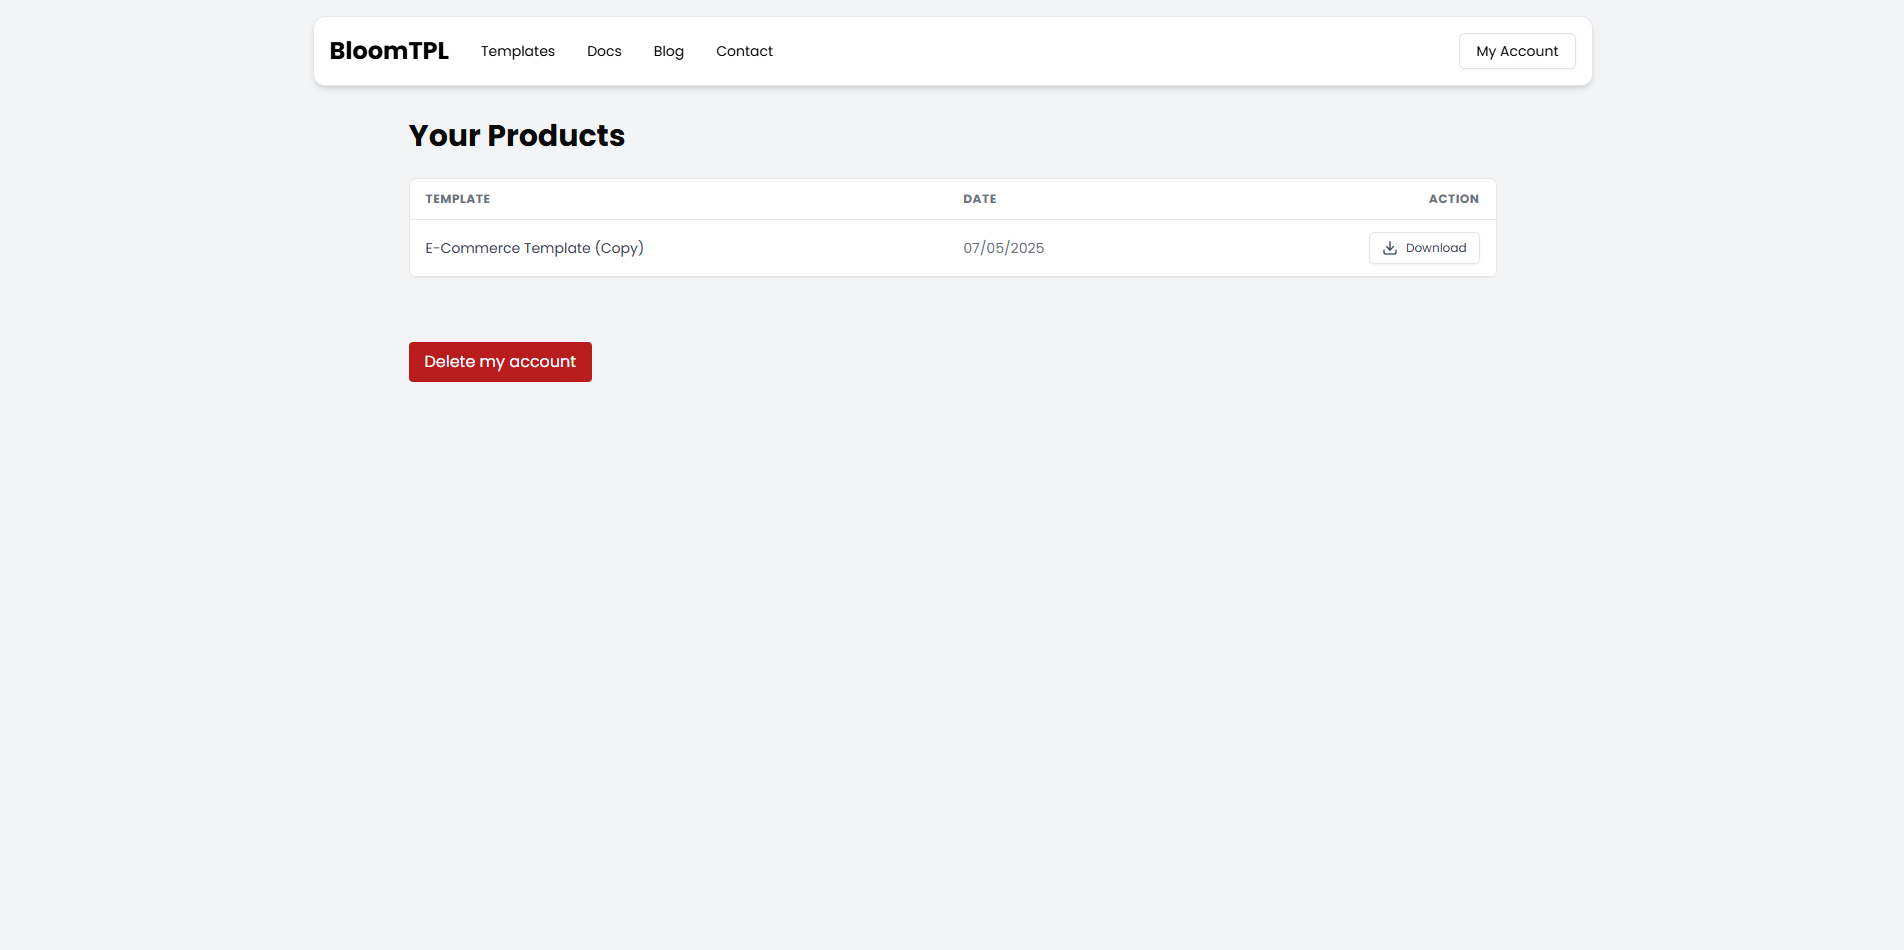 BloomTPL Templates Docs Blog Contact My Account
Your Products
TEMPLATE DATE ACTION
E-Commerce Template (Copy) 07/05/2025 Download
Delete my account